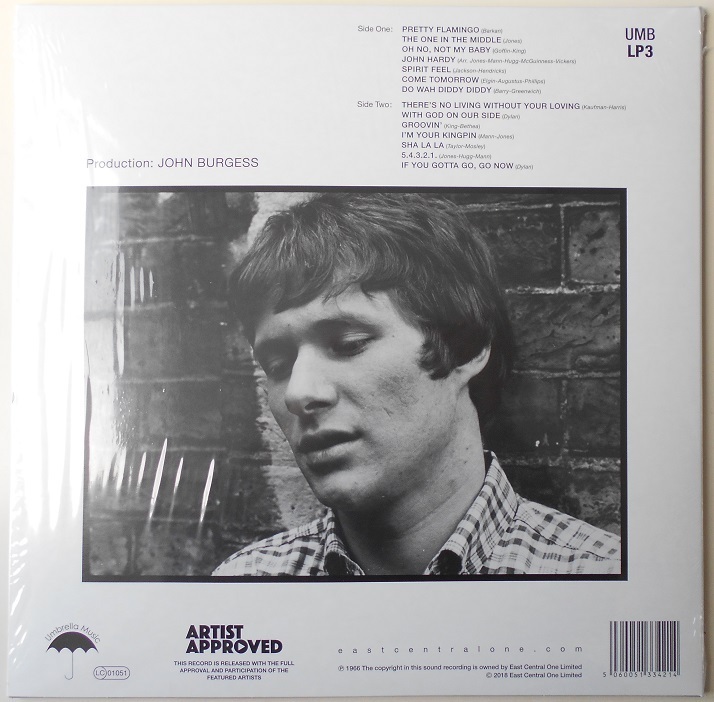 Side One: PRETTY FLAMINGO (Barkan)
THE ONE IN THE MIDDLE (Jones)
OH NO, NOT MY BABY (Goffin-King)
JOHN HARDY (Arr. Jones-Mann-Hugg-McGuinness-Vickers)
SPIRIT FEEL (Jackson-Hendricks)
COME TOMORROW (Elgin-Augustus-Phillips)
DO WAH DIDDY DIDDY (Barry-Greenwich)
UMB
LP3
Side Two: THERE'S NO LIVING WITHOUT YOUR LOVING (Kaufman-Harris)
WITH GOD ON OUR SIDE (Dylan)
GROOVIN' (King-Bethea)
I'M YOUR KINGPIN (Mann-Jones)
SHA LA LA (Taylor-Mosley)
5.4.3.2.1. (Jones-Hugg-Mann)
IF YOU GOTTA GO, GO NOW (Dylan)
Production: JOHN BURGESS
Umbrella Music
LC 01051
ARTIST
APPROVED
THIS RECORD IS RELEASED WITH THE FULL
APPROVAL AND PARTICIPATION OF THE
FEATURED ARTISTS
eastcentralone.com
℗ 1966 The copyright in this sound recording is owned by East Central One Limited
© 2018 East Central One Limited
5 060051 334214